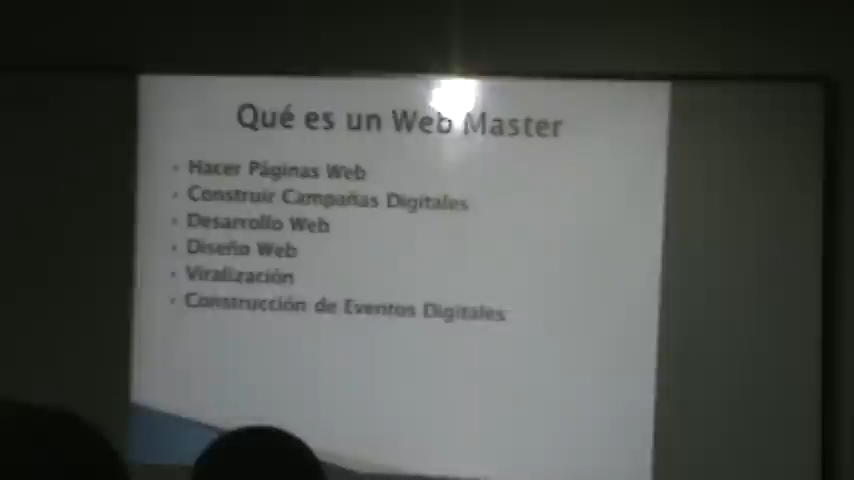 Qué es un Web Master
• Hacer Páginas Web
• Construir Campañas Digitales
• Desarrollo Web
• Diseño Web
• Viralización
• Construcción de Eventos Digitales